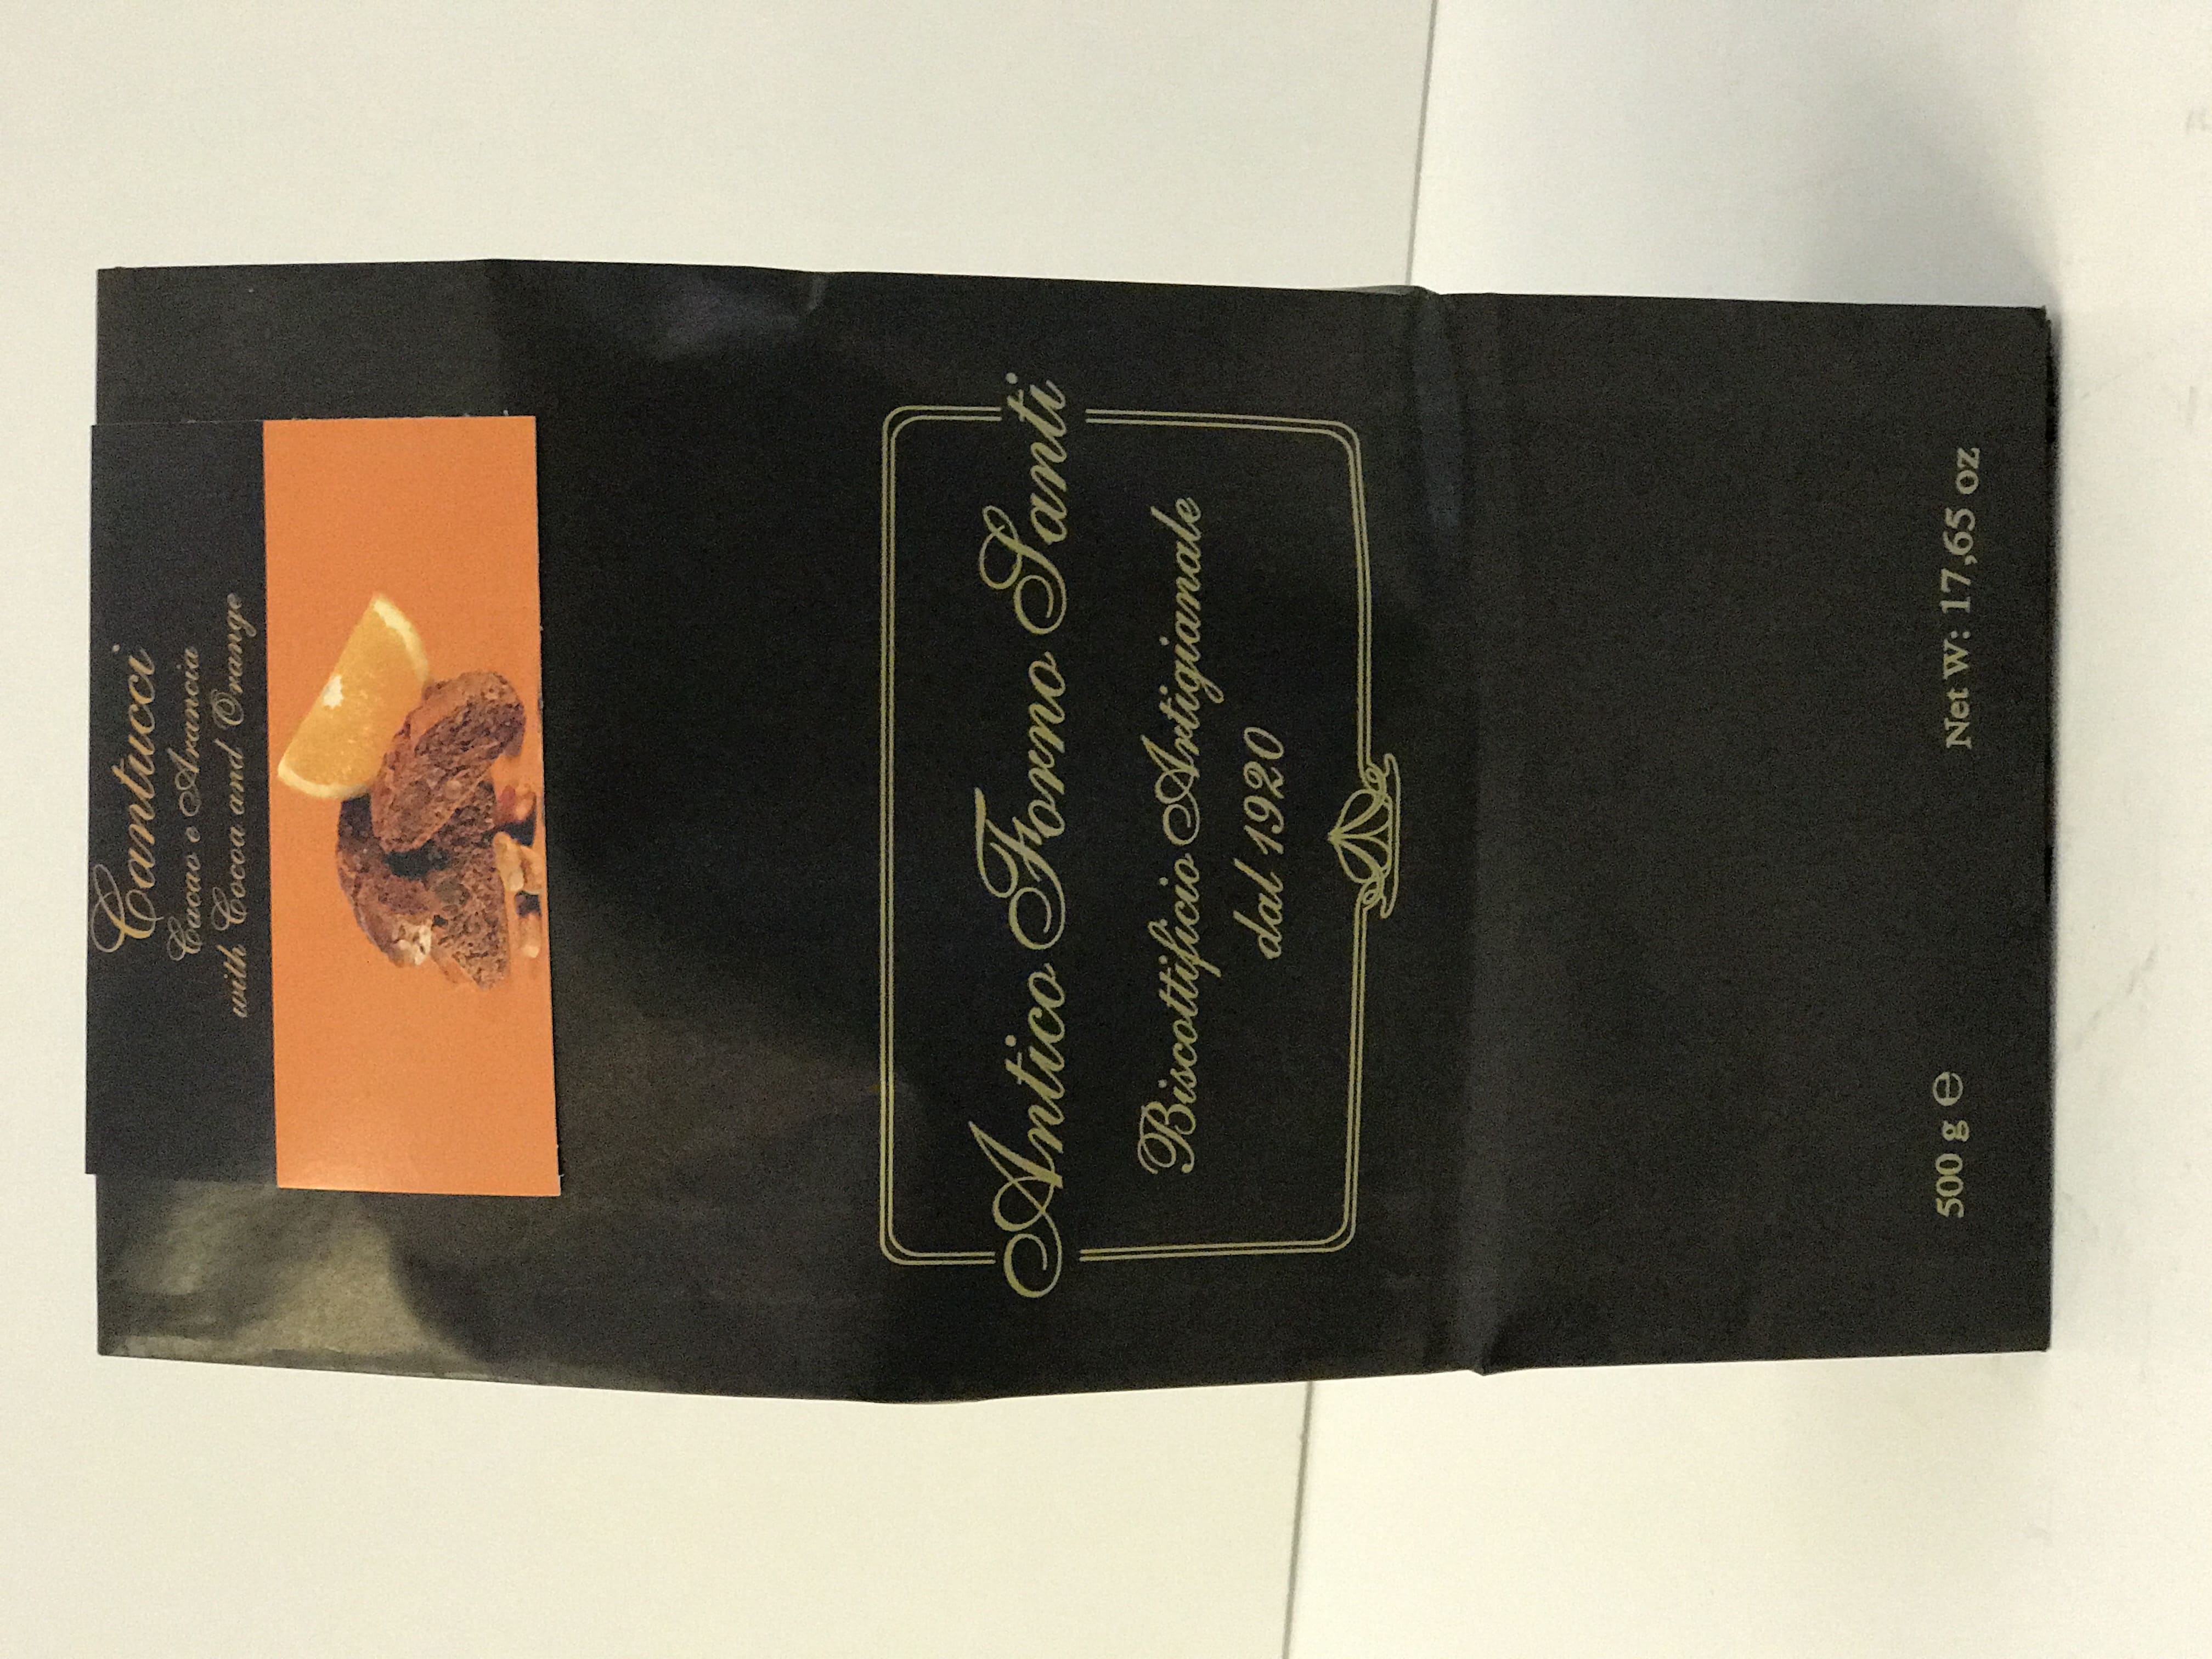 Cantucci
Cacao e Arancia
with Cocoa and Orange
Antico Forno Santi
Biscottificio Artigianale
dal 1920
500 g ℮ Net W: 17,65 oz